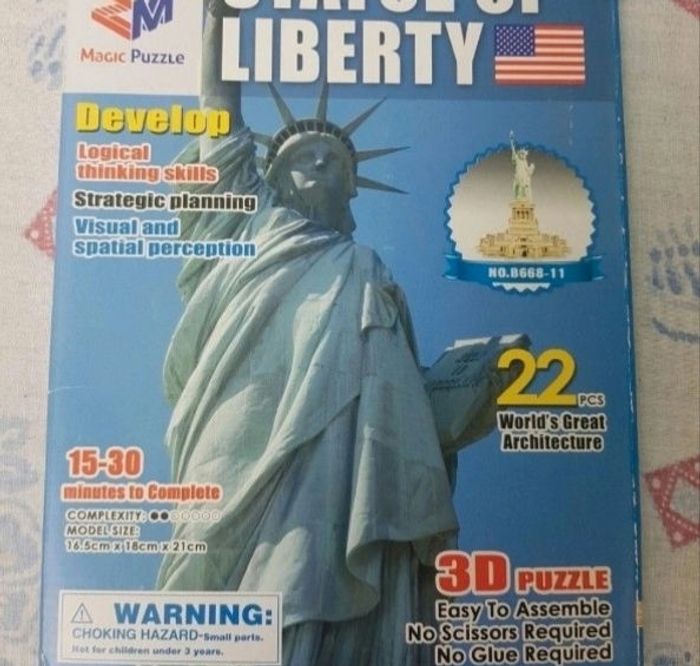 STATUE OF
LIBERTY
Magic Puzzle
Develop
Logical
thinking skills
Strategic planning
Visual and
spatial perception
NO.B668-11
22
PCS
World's Great
Architecture
15-30
minutes to Complete
COMPLEXITY:
MODEL SIZE:
16.5cm x 18cm x 21cm
3D PUZZLE
Easy To Assemble
No Scissors Required
No Glue Required
WARNING:
CHOKING HAZARD-Small parts.
Not for children under 3 years.